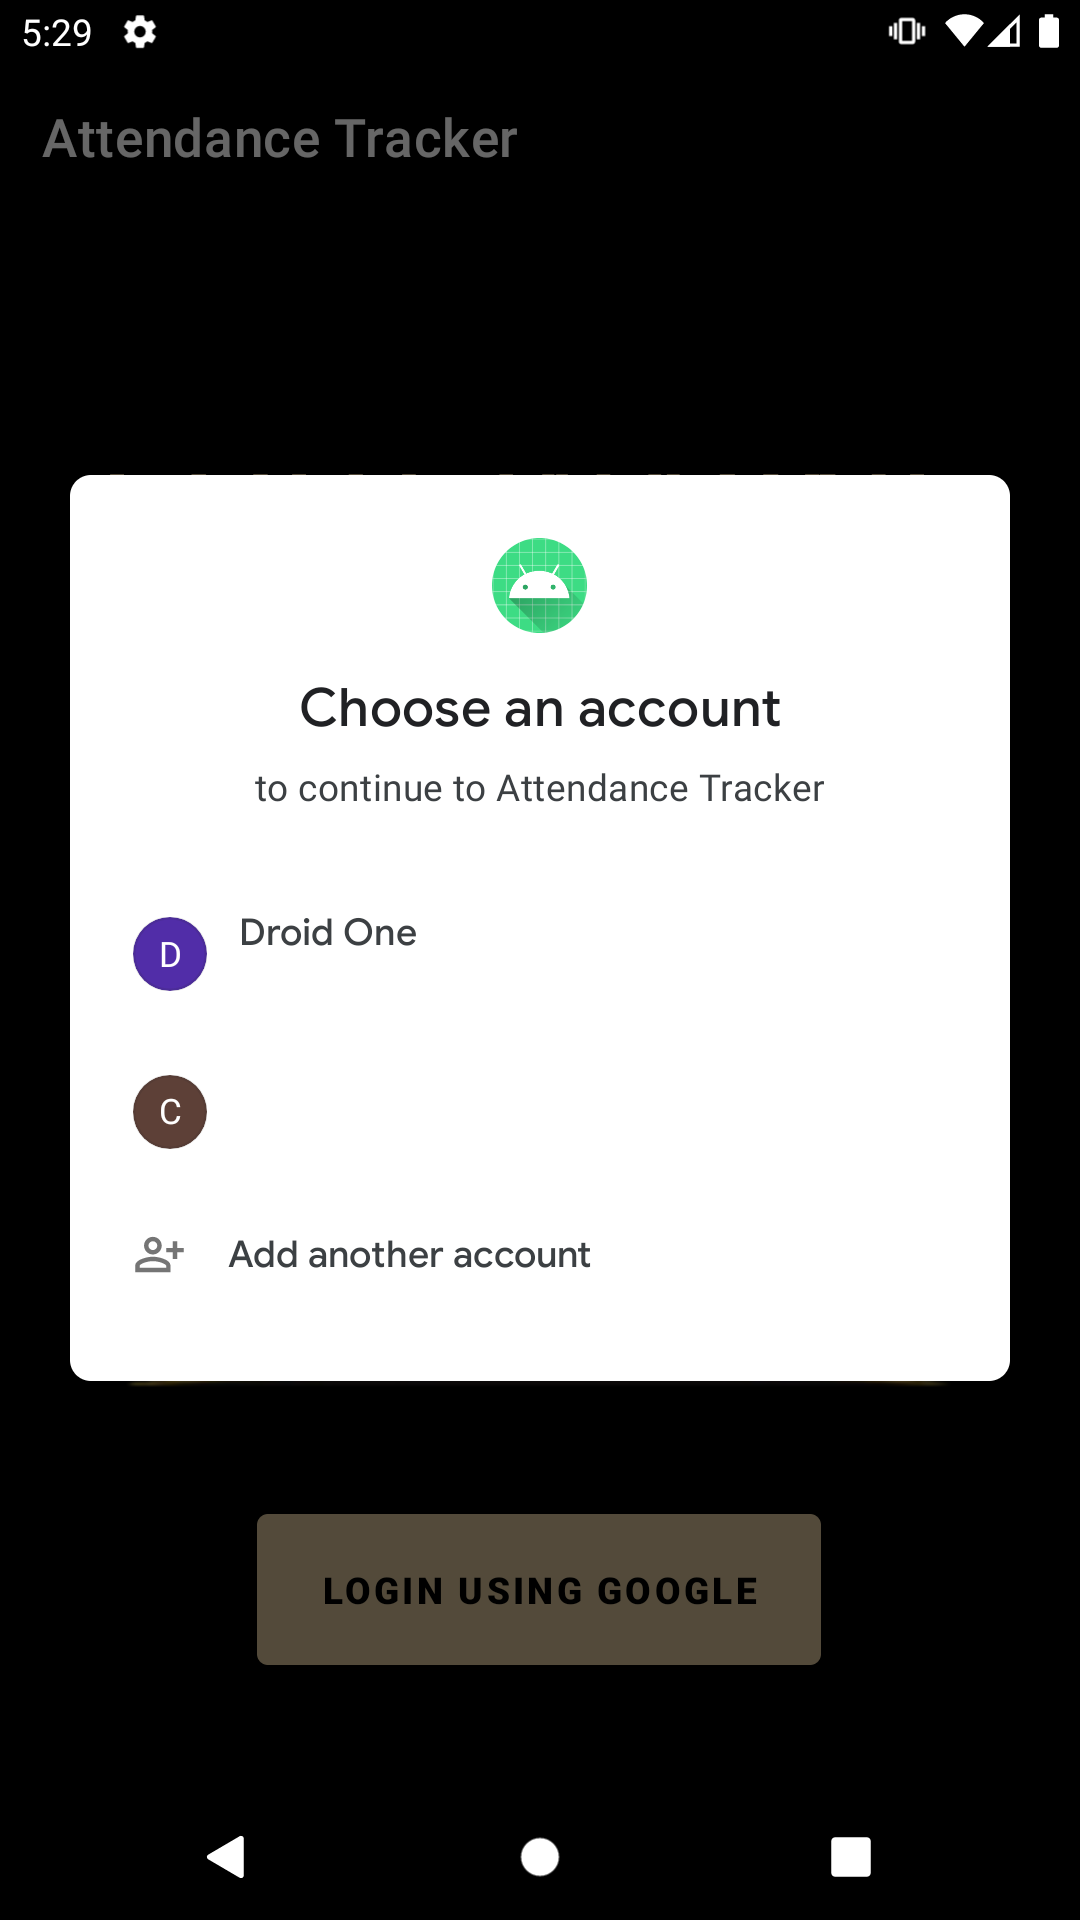 5:29
Attendance Tracker
Choose an account
to continue to Attendance Tracker
D
Droid One
C
Add another account
LOGIN USING GOOGLE